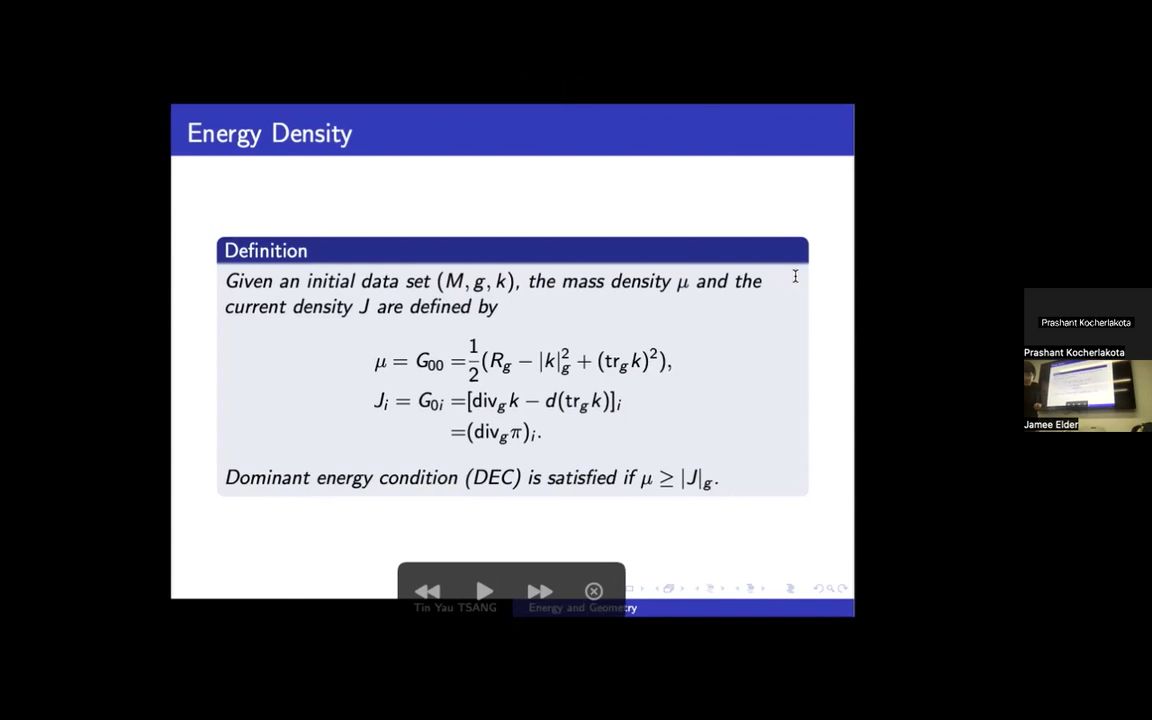 Energy Density
Definition
Given an initial data set (M, g, k), the mass density μ and the
current density J are defined by
μ = G₀₀ =½(R_g − |k|²_g + (tr_g k)²),
J_i = G₀ᵢ =[div_g k − d(tr_g k)]_i
=(div_g π)_i.
Dominant energy condition (DEC) is satisfied if μ ≥ |J|_g.
Tin Yau TSANG Energy and Geometry
Prashant Kocherlakota
Prashant Kocherlakota
Jamee Elder